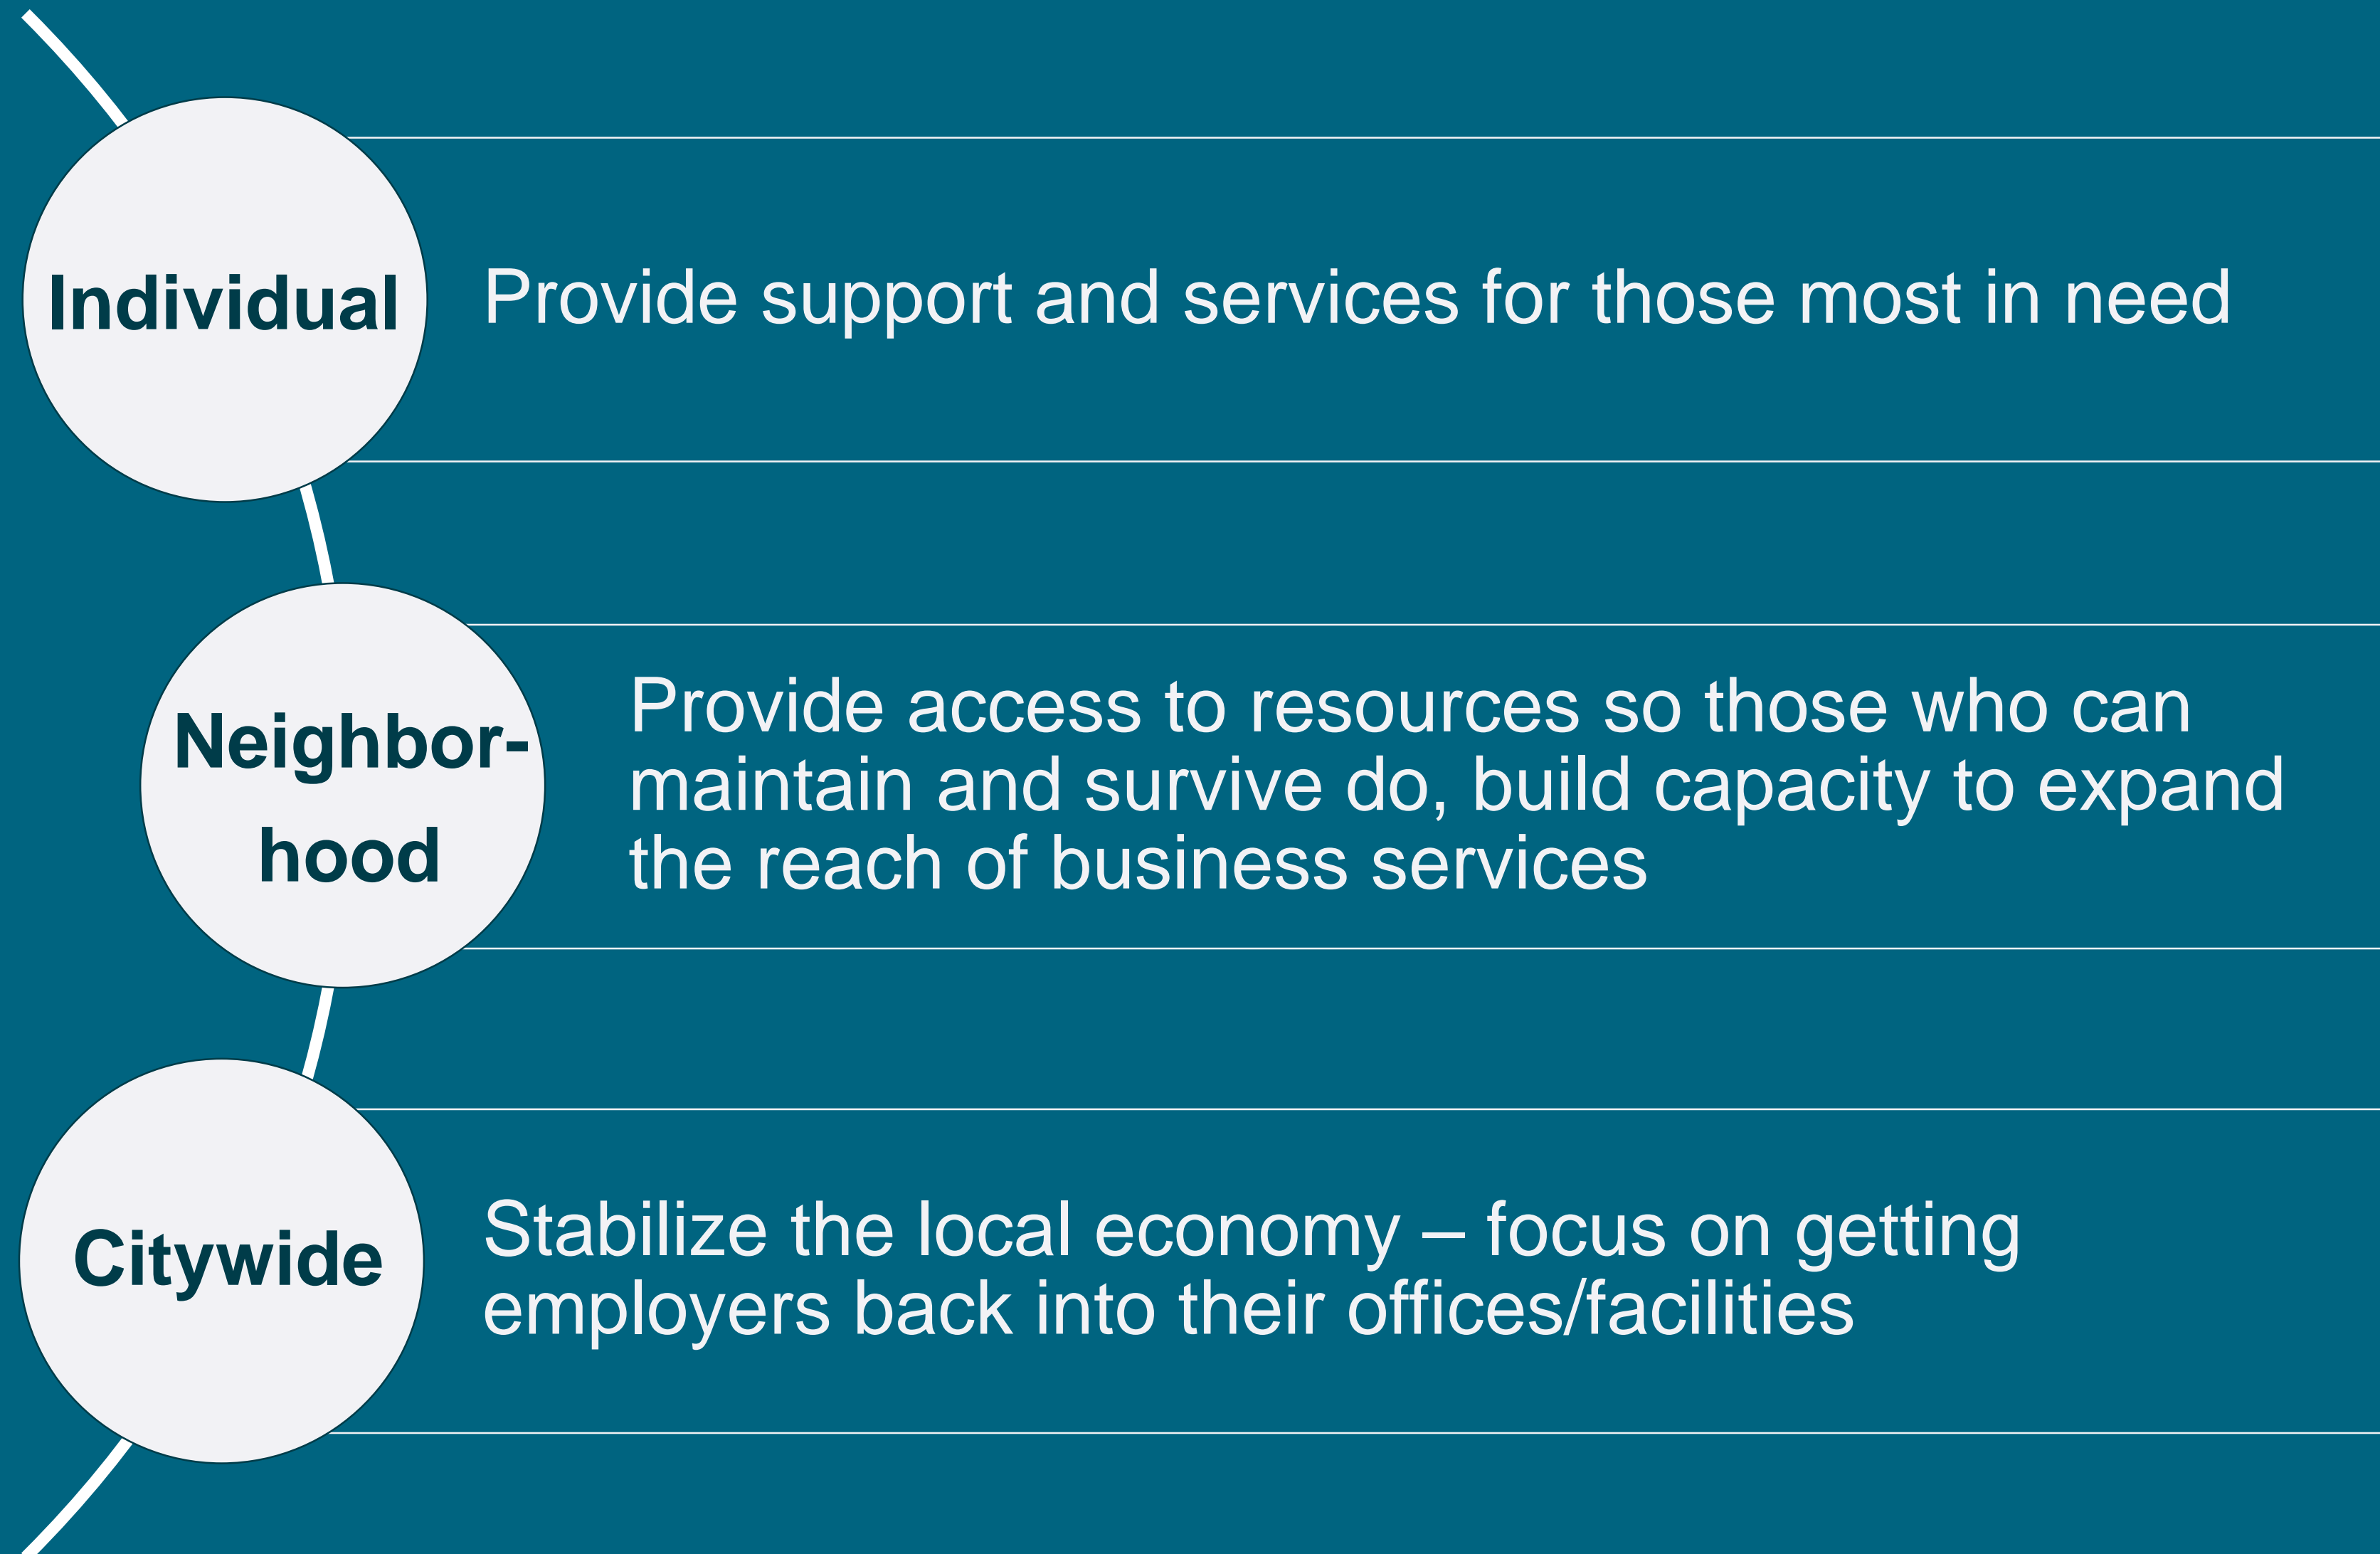 Individual
Provide support and services for those most in need
Neighbor-
hood
Provide access to resources so those who can
maintain and survive do, build capacity to expand
the reach of business services
Citywide
Stabilize the local economy – focus on getting
employers back into their offices/facilities